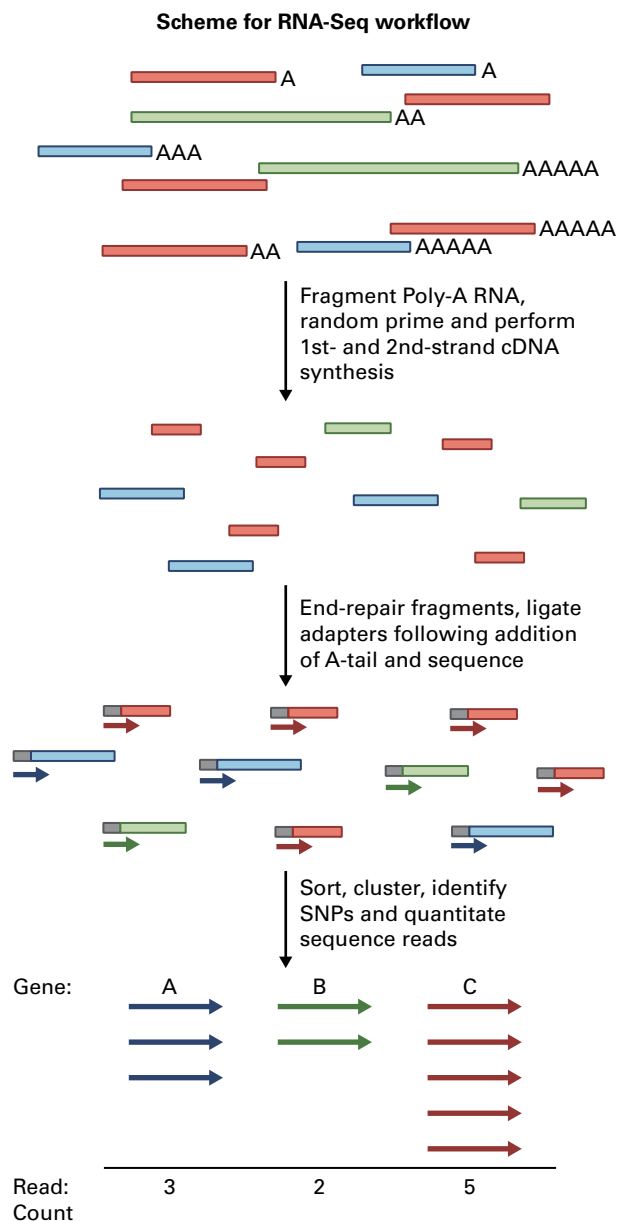 Scheme for RNA-Seq workflow
A
A
AA
AAA
AAAAA
AAAAA
AA
AAAAA
Fragment Poly-A RNA,
random prime and perform
1st- and 2nd-strand cDNA
synthesis
End-repair fragments, ligate
adapters following addition
of A-tail and sequence
Sort, cluster, identify
SNPs and quantitate
sequence reads
Gene: A B C
Read: 3 2 5
Count